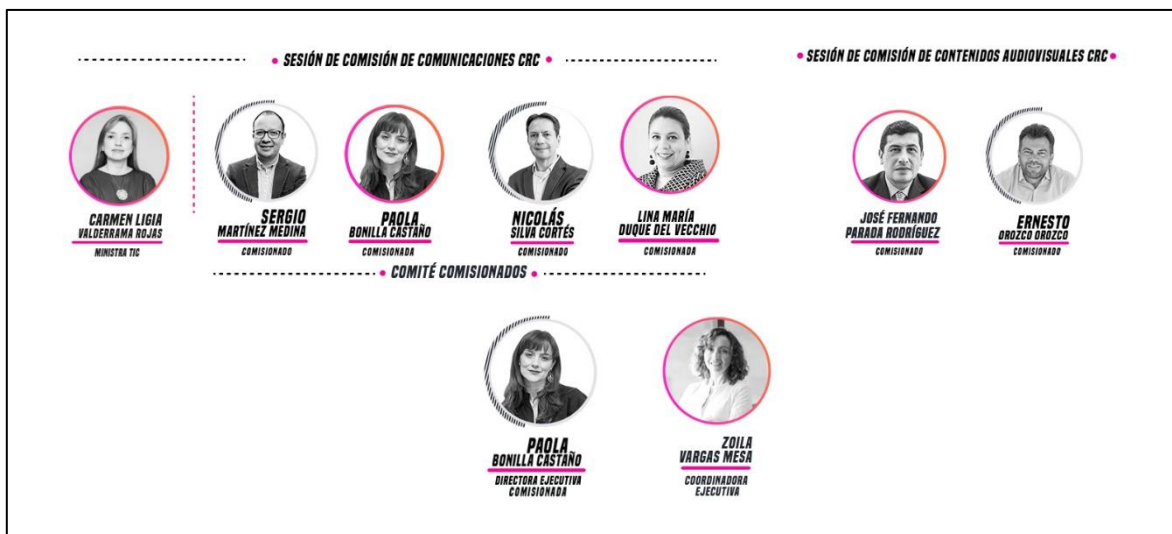 SESIÓN DE COMISIÓN DE COMUNICACIONES CRC
SESIÓN DE COMISIÓN DE CONTENIDOS AUDIOVISUALES CRC
CARMEN LIGIA
VALDERRAMA ROJAS
MINISTRA TIC
SERGIO
MARTÍNEZ MEDINA
COMISIONADO
PAOLA
BONILLA CASTAÑO
COMISIONADA
NICOLÁS
SILVA CORTÉS
COMISIONADO
LINA MARÍA
DUQUE DEL VECCHIO
COMISIONADA
JOSÉ FERNANDO
PARADA RODRÍGUEZ
COMISIONADO
ERNESTO
OROZCO OROZCO
COMISIONADO
COMITÉ COMISIONADOS
PAOLA
BONILLA CASTAÑO
DIRECTORA EJECUTIVA
COMISIONADA
ZOILA
VARGAS MESA
COORDINADORA
EJECUTIVA